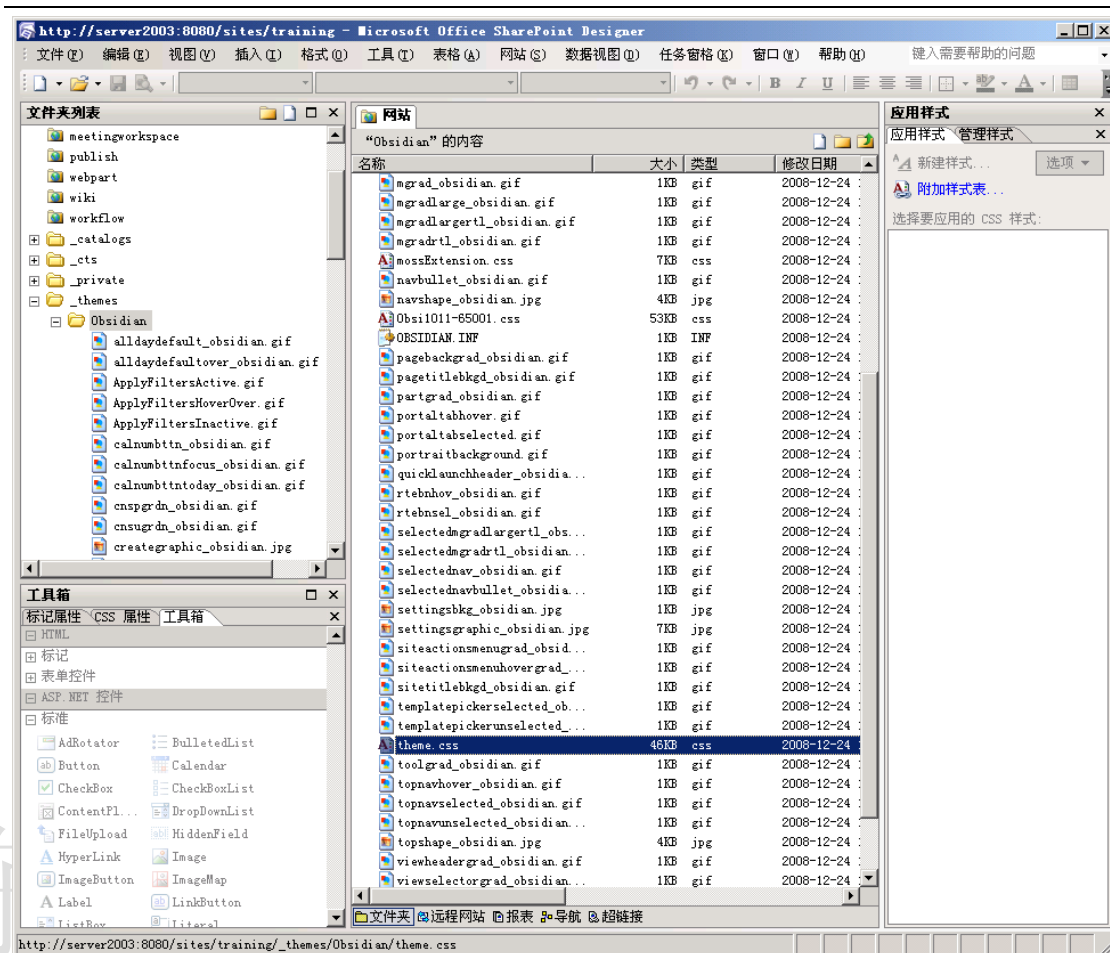 http://server2003:8080/sites/training - Microsoft Office SharePoint Designer
文件(F) 编辑(E) 视图(V) 插入(I) 格式(O) 工具(T) 表格(A) 网站(S) 数据视图(D) 任务窗格(K) 窗口(W) 帮助(H) 键入需要帮助的问题
B I U A
文件夹列表
meetingworkspace
publish
webpart
wiki
workflow
_catalogs
_cts
_private
_themes
Obsidian
alldaydefault_obsidian.gif
alldaydefaultover_obsidian.gif
ApplyFiltersActive.gif
ApplyFiltersHoverOver.gif
ApplyFiltersInactive.gif
calnumbttn_obsidian.gif
calnumbttnfocus_obsidian.gif
calnumbttntoday_obsidian.gif
cnspgrdn_obsidian.gif
cnsugrdn_obsidian.gif
creategraphic_obsidian.jpg
工具箱
标记属性 CSS 属性 工具箱
HTML
标记
表单控件
ASP.NET 控件
标准
AdRotator BulletedList
Button Calendar
CheckBox CheckBoxList
ContentPl... DropDownList
FileUpload HiddenField
HyperLink Image
ImageButton ImageMap
Label LinkButton
ListBox Literal
网站
“Obsidian”的内容
名称 大小 类型 修改日期
mgrad_obsidian.gif 1KB gif 2008-12-24
mgradlarge_obsidian.gif 1KB gif 2008-12-24
mgradlargertl_obsidian.gif 1KB gif 2008-12-24
mgradrtl_obsidian.gif 1KB gif 2008-12-24
mossExtension.css 7KB css 2008-12-24
navbullet_obsidian.gif 1KB gif 2008-12-24
navshape_obsidian.jpg 4KB jpg 2008-12-24
Obsi1011-65001.css 53KB css 2008-12-24
OBSIDIAN.INF 1KB INF 2008-12-24
pagebackgrad_obsidian.gif 1KB gif 2008-12-24
pagetitlebkgd_obsidian.gif 1KB gif 2008-12-24
partgrad_obsidian.gif 1KB gif 2008-12-24
portaltabhover.gif 1KB gif 2008-12-24
portaltabselected.gif 1KB gif 2008-12-24
portraitbackground.gif 1KB gif 2008-12-24
quicklaunchheader_obsidia... 1KB gif 2008-12-24
rtebnhov_obsidian.gif 1KB gif 2008-12-24
rtebnsel_obsidian.gif 1KB gif 2008-12-24
selectedmgradlargertl_obs... 1KB gif 2008-12-24
selectedmgradrtl_obsidian... 1KB gif 2008-12-24
selectednav_obsidian.gif 1KB gif 2008-12-24
selectednavbullet_obsidia... 1KB gif 2008-12-24
settingsbkg_obsidian.jpg 1KB jpg 2008-12-24
settingsgraphic_obsidian.jpg 7KB jpg 2008-12-24
siteactionsmenugrad_obsid... 1KB gif 2008-12-24
siteactionsmenuhovergrad_... 1KB gif 2008-12-24
sitetitlebkgd_obsidian.gif 1KB gif 2008-12-24
templatepickerselected_ob... 1KB gif 2008-12-24
templatepickerunselected_... 1KB gif 2008-12-24
theme.css 46KB css 2008-12-24
toolgrad_obsidian.gif 1KB gif 2008-12-24
topnavhover_obsidian.gif 1KB gif 2008-12-24
topnavselected_obsidian.gif 1KB gif 2008-12-24
topnavunselected_obsidian... 1KB gif 2008-12-24
topshape_obsidian.jpg 4KB jpg 2008-12-24
viewheadergrad_obsidian.gif 1KB gif 2008-12-24
viewselectorgrad_obsidian... 1KB gif 2008-12-24
文件夹 远程网站 报表 导航 超链接
应用样式
应用样式 管理样式
新建样式... 选项
附加样式表...
选择要应用的 CSS 样式:
http://server2003:8080/sites/training/_themes/Obsidian/theme.css